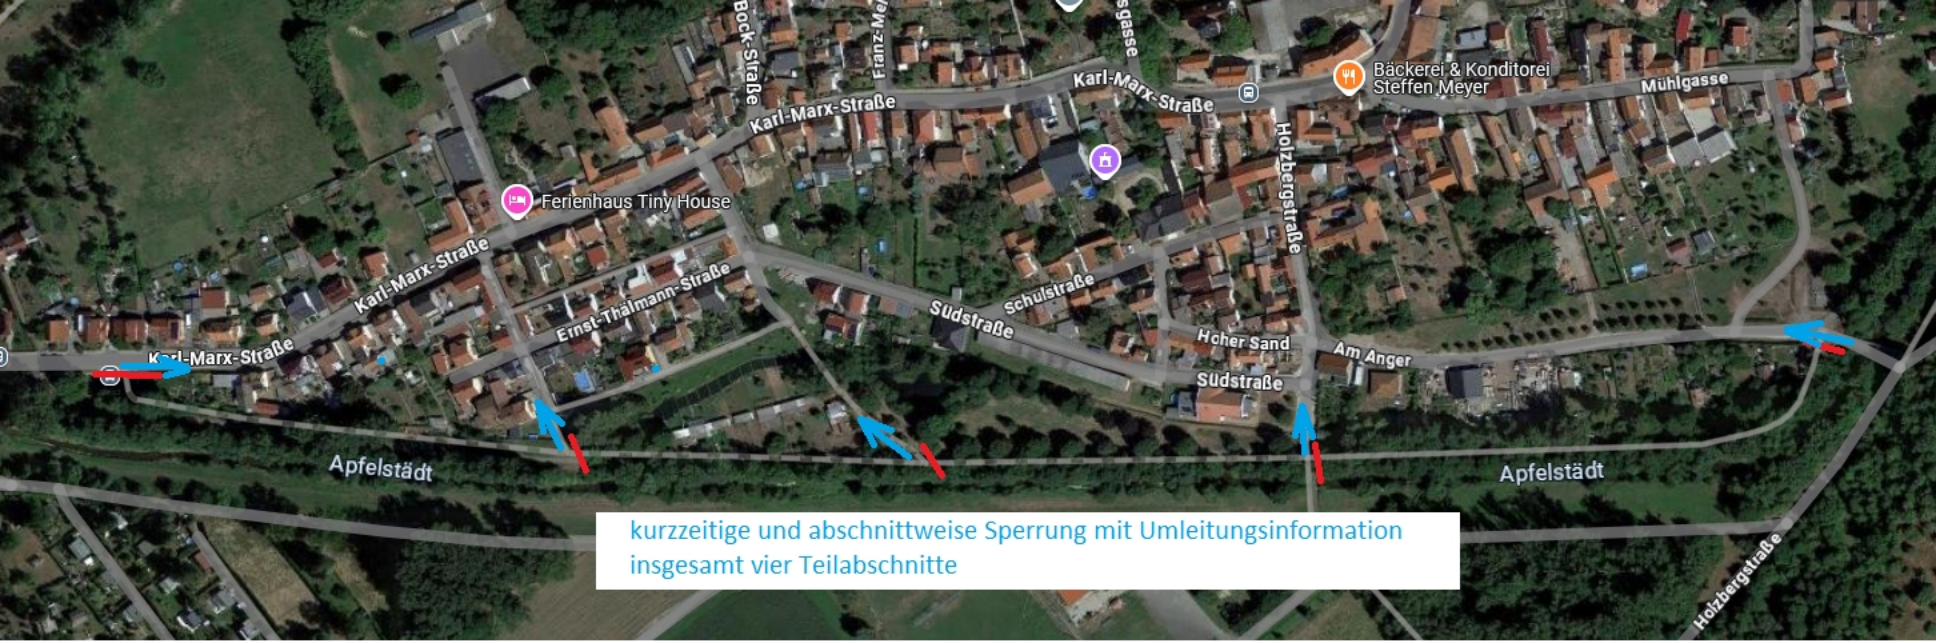 Bock-Straße
Franz-Me
sgasse
Karl-Marx-Straße
Karl-Marx-Straße
Bäckerei & Konditorei
Steffen Meyer
Mühlgasse
Holzbergstraße
Ferienhaus Tiny House
Karl-Marx-Straße
Ernst-Thälmann-Straße
Schulstraße
Südstraße
Hoher Sand
Am Anger
Karl-Marx-Straße
Südstraße
Apfelstädt
Apfelstädt
kurzzeitige und abschnittweise Sperrung mit Umleitungsinformation
insgesamt vier Teilabschnitte
Holzbergstraße